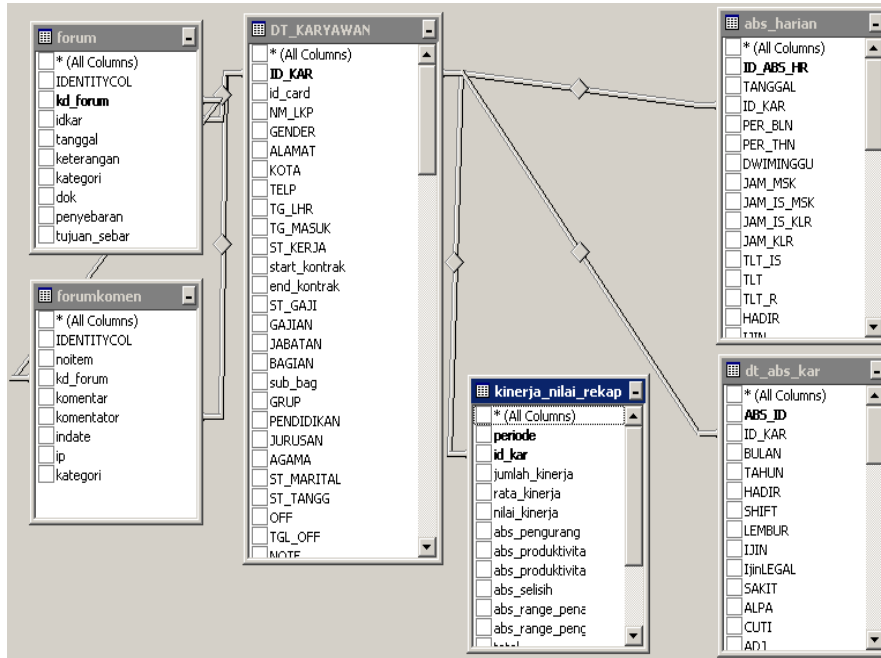 forum
* (All Columns)
IDENTITYCOL
kd_forum
idkar
tanggal
keterangan
kategori
dok
penyebaran
tujuan_sebar
forumkomen
* (All Columns)
IDENTITYCOL
noitem
kd_forum
komentar
komentator
indate
ip
kategori
DT_KARYAWAN
* (All Columns)
ID_KAR
id_card
NM_LKP
GENDER
ALAMAT
KOTA
TELP
TG_LHR
TG_MASUK
ST_KERJA
start_kontrak
end_kontrak
ST_GAJI
GAJIAN
JABATAN
BAGIAN
sub_bag
GRUP
PENDIDIKAN
JURUSAN
AGAMA
ST_MARITAL
ST_TANGG
OFF
TGL_OFF
NOTE
kinerja_nilai_rekap
* (All Columns)
periode
id_kar
jumlah_kinerja
rata_kinerja
nilai_kinerja
abs_pengurang
abs_produktivita
abs_produktivita
abs_selisih
abs_range_pena
abs_range_peng
total
abs_harian
* (All Columns)
ID_ABS_HR
TANGGAL
ID_KAR
PER_BLN
PER_THN
DWIMINGGU
JAM_MSK
JAM_IS_MSK
JAM_IS_KLR
JAM_KLR
TLT_IS
TLT
TLT_R
HADIR
IJIN
dt_abs_kar
* (All Columns)
ABS_ID
ID_KAR
BULAN
TAHUN
HADIR
SHIFT
LEMBUR
IJIN
IjinLEGAL
SAKIT
ALPA
CUTI
ADJ